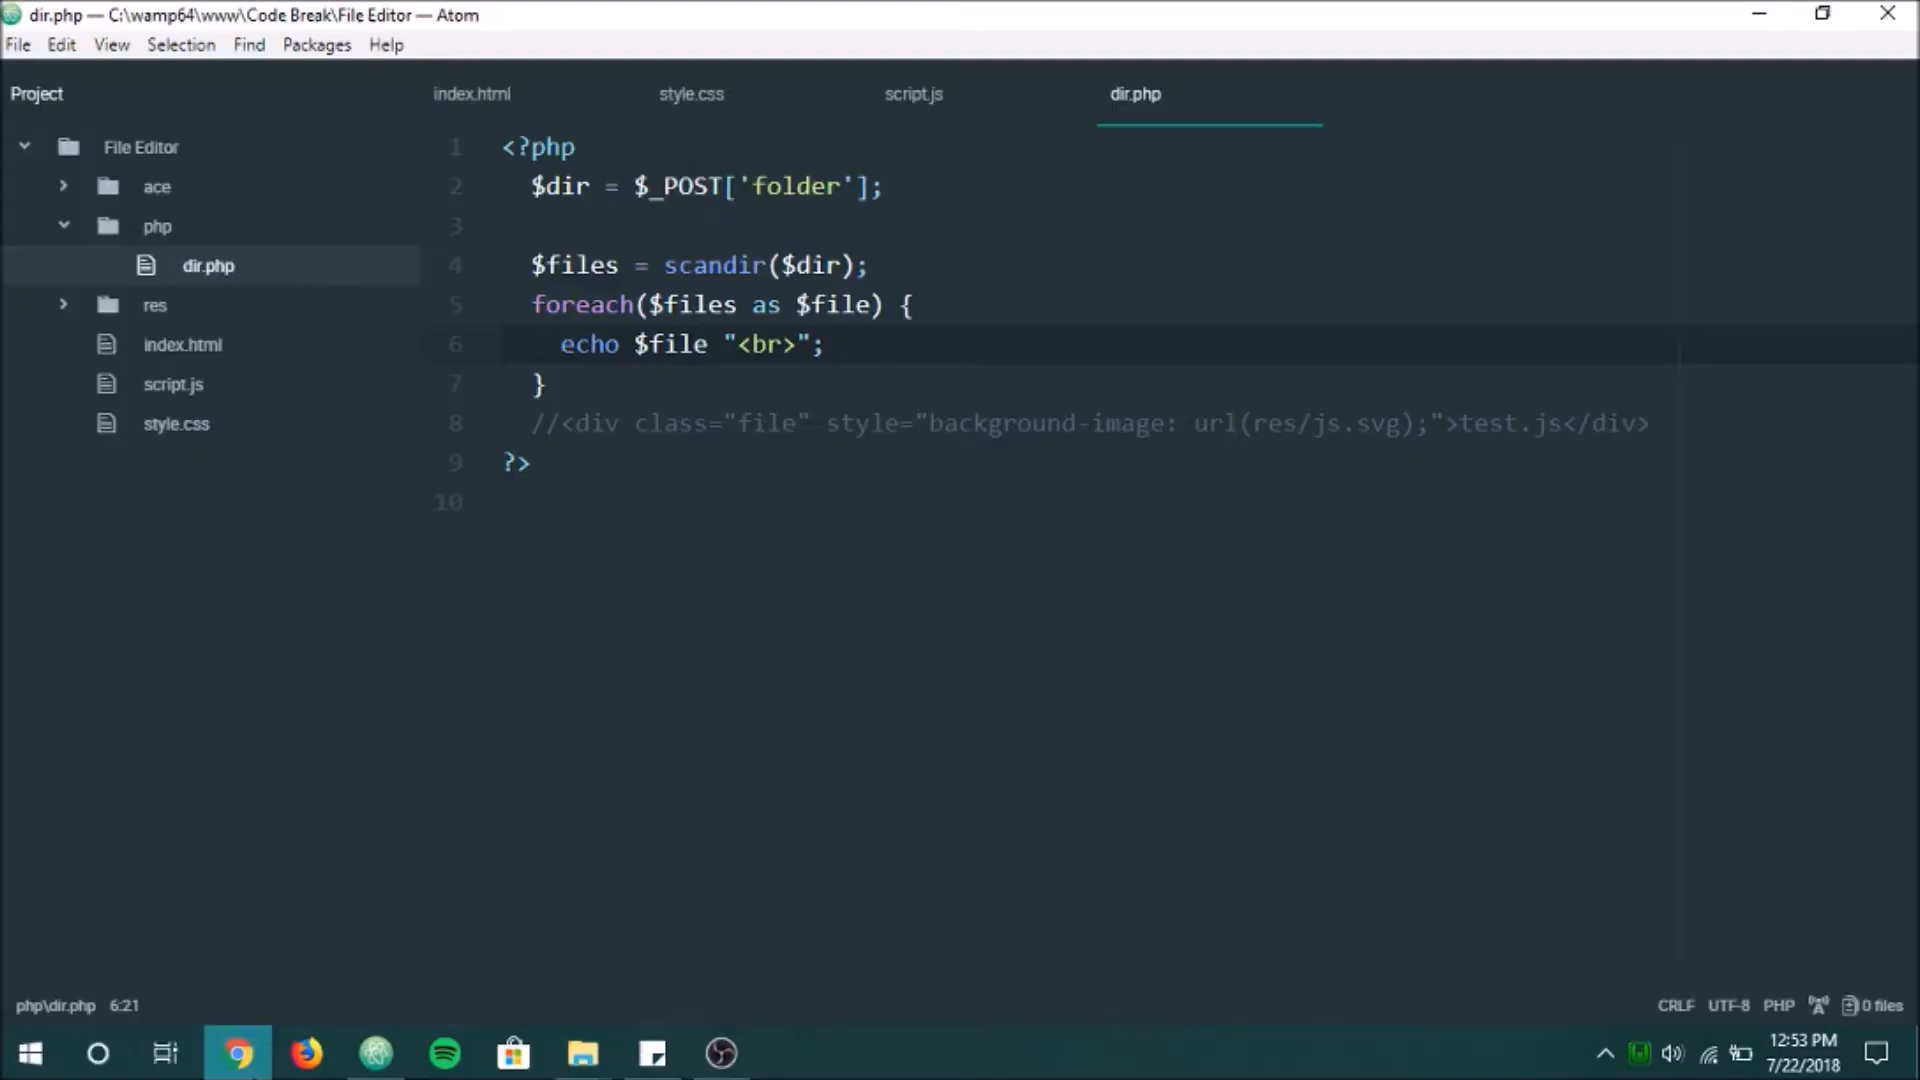 dir.php — C:\wamp64\www\Code Break\File Editor — Atom
File Edit View Selection Find Packages Help
Project
index.html style.css script.js dir.php
File Editor
ace
php
dir.php
res
index.html
script.js
style.css
1 <?php
2 $dir = $_POST['folder'];
3
4 $files = scandir($dir);
5 foreach($files as $file) {
6 echo $file "<br>";
7 }
8 //<div class="file" style="background-image: url(res/js.svg);">test.js</div>
9 ?>
10
php\dir.php 6:21
CRLF UTF-8 PHP 0 files
12:53 PM
7/22/2018